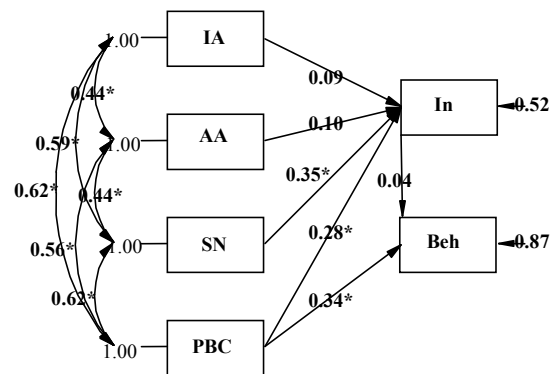 1.00 IA
0.09
0.44* In 0.52
1.00 AA 0.10
0.59*
0.35* 0.04
0.62* 0.44*
1.00 SN 0.28* Beh 0.87
0.56*
0.62* 0.34*
1.00 PBC